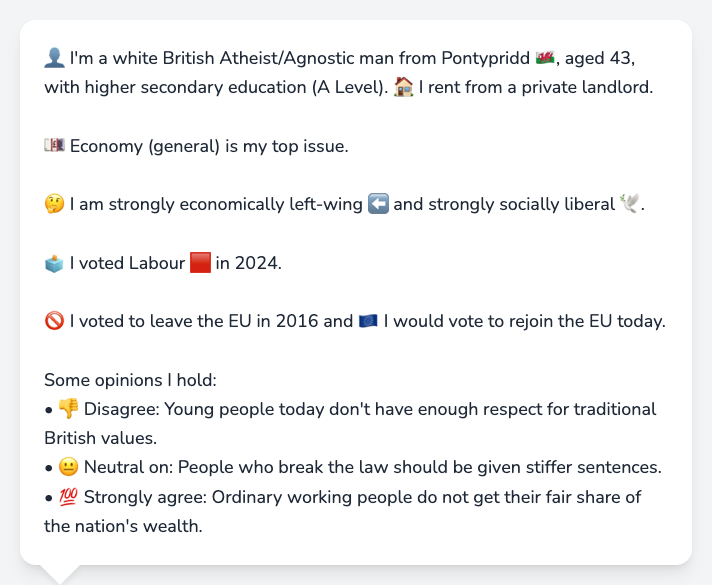 👤 I'm a white British Atheist/Agnostic man from Pontypridd 🏴󠁧󠁢󠁷󠁬󠁳󠁿, aged 43,
with higher secondary education (A Level). 🏠 I rent from a private landlord.
💷 Economy (general) is my top issue.
🤔 I am strongly economically left-wing ⬅️ and strongly socially liberal 🕊️.
🗳️ I voted Labour 🟥 in 2024.
🚫 I voted to leave the EU in 2016 and 🇪🇺 I would vote to rejoin the EU today.
Some opinions I hold:
• 👎 Disagree: Young people today don't have enough respect for traditional
British values.
• 😐 Neutral on: People who break the law should be given stiffer sentences.
• 💯 Strongly agree: Ordinary working people do not get their fair share of
the nation's wealth.